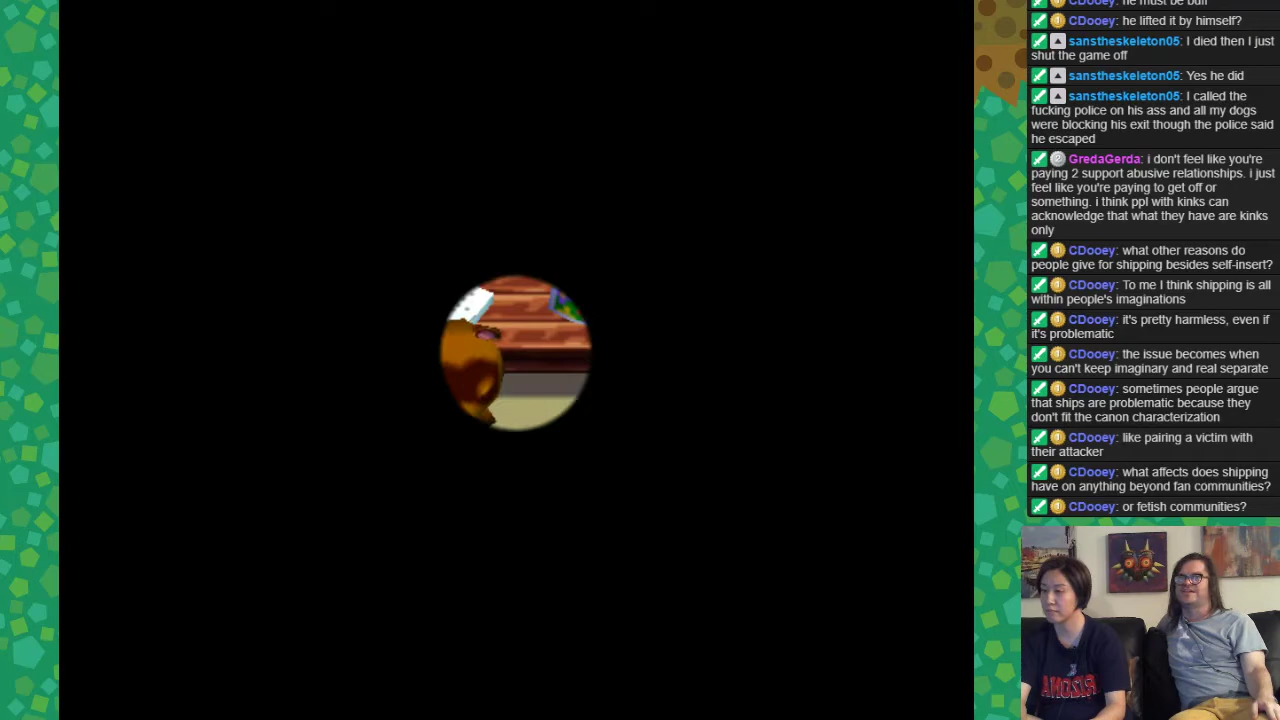 CDooey: he must be buff
CDooey: he lifted it by himself?
sanstheskeleton05: I died then I just
shut the game off
sanstheskeleton05: Yes he did
sanstheskeleton05: I called the
fucking police on his ass and all my dogs
were blocking his exit though the police said
he escaped
GredaGerda: i don't feel like you're
paying 2 support abusive relationships. i just
feel like you're paying to get off or
something. i think ppl with kinks can
acknowledge that what they have are kinks
only
CDooey: what other reasons do
people give for shipping besides self-insert?
CDooey: To me I think shipping is all
within people's imaginations
CDooey: it's pretty harmless, even if
it's problematic
CDooey: the issue becomes when
you can't keep imaginary and real separate
CDooey: sometimes people argue
that ships are problematic because they
don't fit the canon characterization
CDooey: like pairing a victim with
their attacker
CDooey: what affects does shipping
have on anything beyond fan communities?
CDooey: or fetish communities?